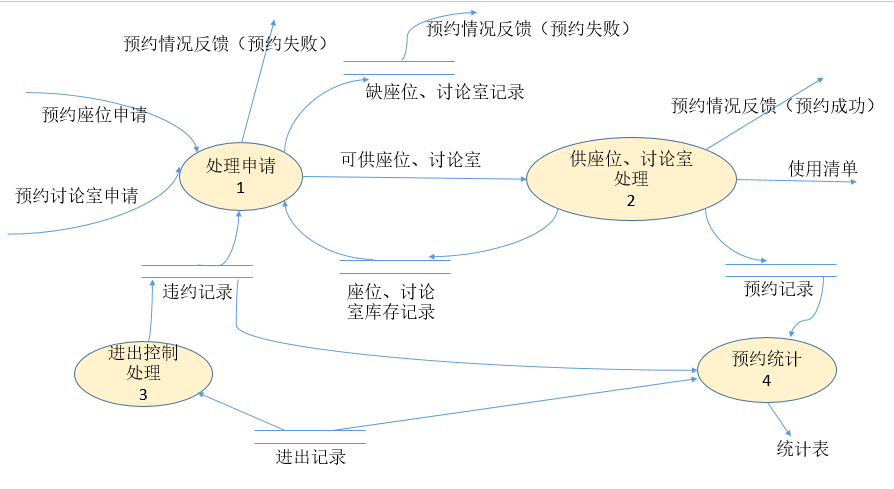 预约情况反馈（预约失败）
预约情况反馈（预约失败）
缺座位、讨论室记录
预约座位申请
预约情况反馈（预约成功）
处理申请
1
可供座位、讨论室
供座位、讨论室
处理
2
使用清单
预约讨论室申请
违约记录
座位、讨论
室库存记录
预约记录
进出控制
处理
3
预约统计
4
进出记录
统计表